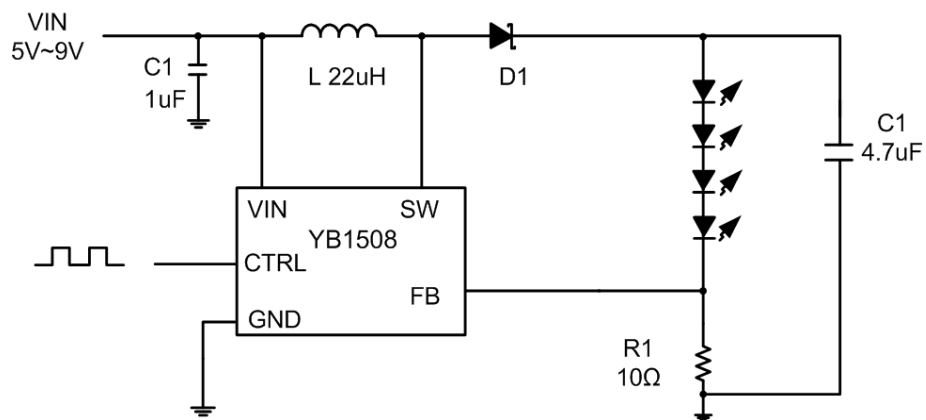 VIN
5V~9V
C1
1uF
L 22uH
D1
C1
4.7uF
VIN
SW
YB1508
CTRL
FB
GND
R1
10Ω